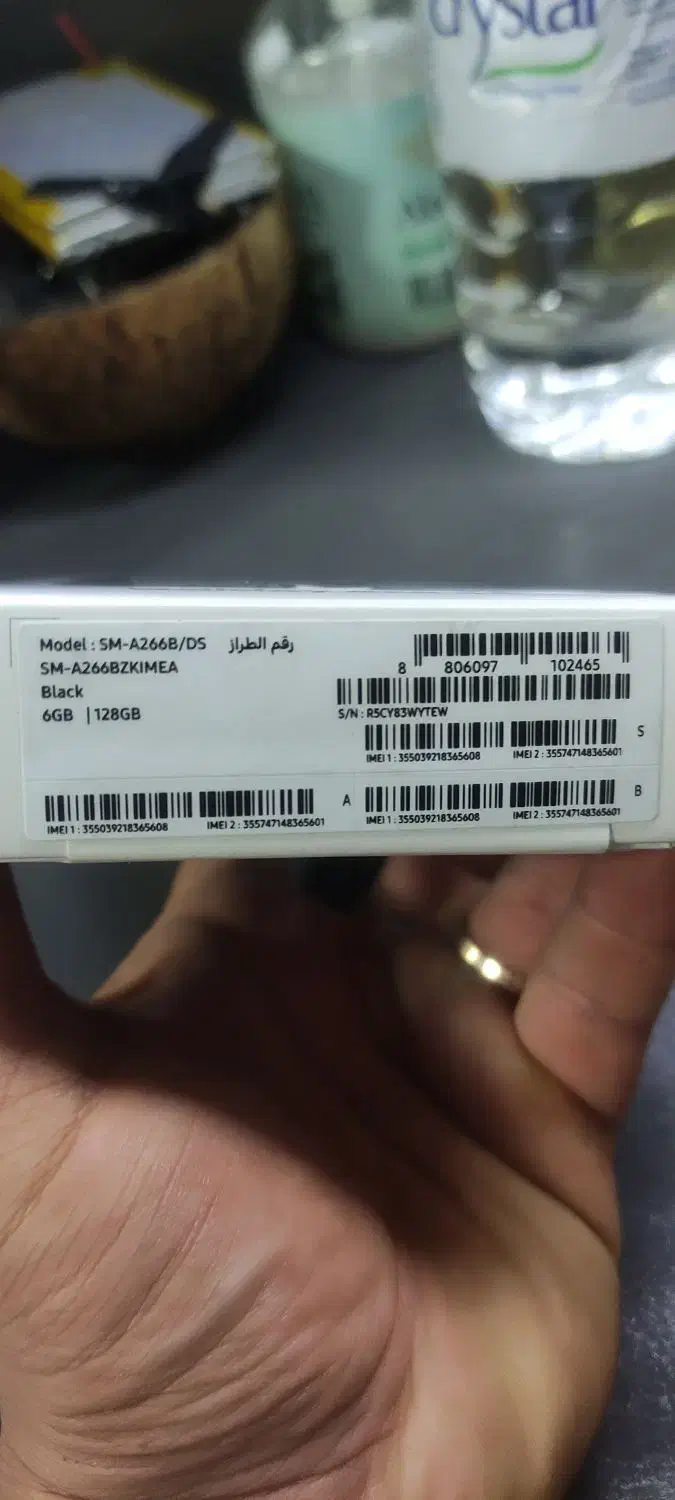 crystal
Model : SM-A266B/DS رقم الطراز
SM-A266BZKIMEA
Black
6GB | 128GB
8 806097 102465
S/N : R5CY83WYTEW
IMEI 1 : 355039218365608 IMEI 2 : 355747148365601
S
IMEI 1 : 355039218365608 IMEI 2 : 355747148365601
A
IMEI 1 : 355039218365608 IMEI 2 : 355747148365601
B